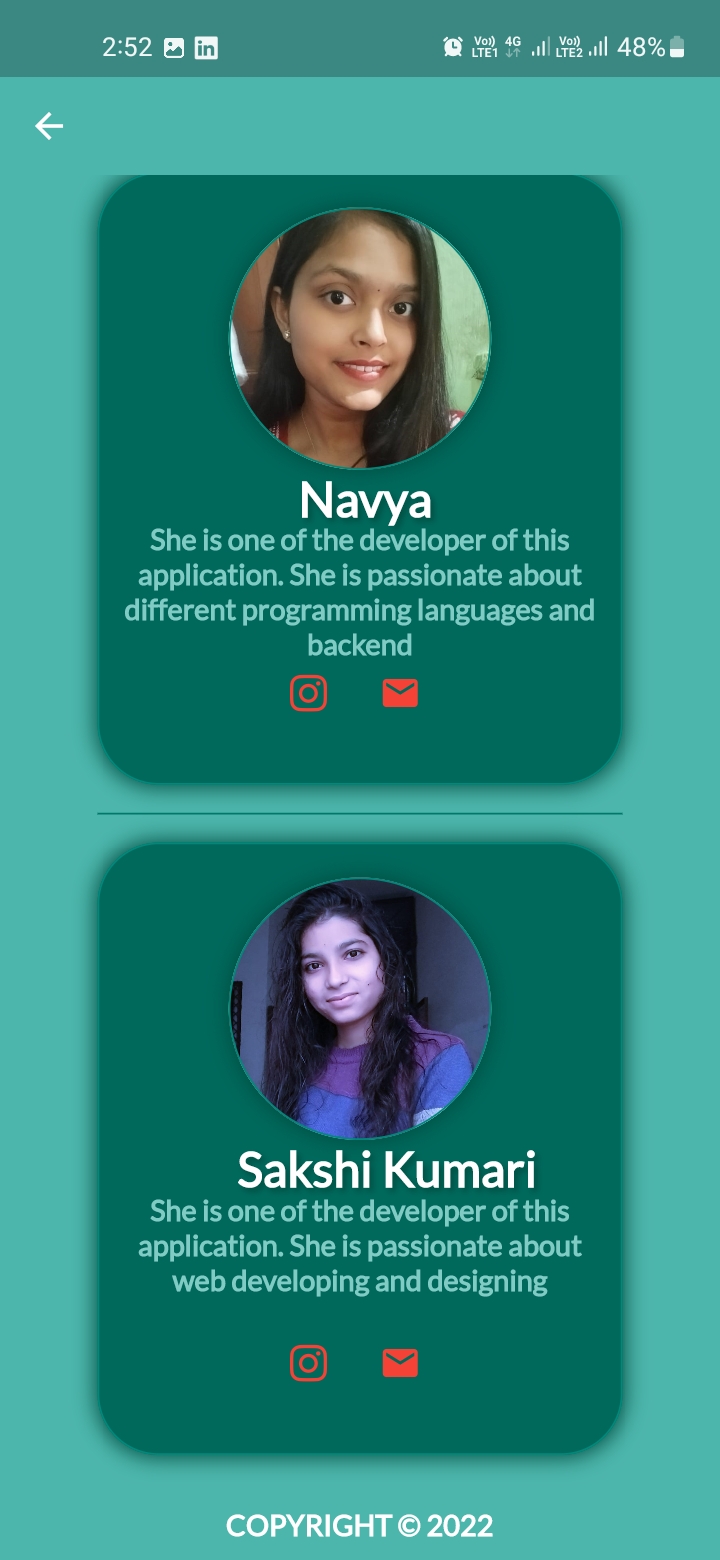 2:52 Vo)) LTE1 4G Vo)) LTE2 48%
Navya
She is one of the developer of this
application. She is passionate about
different programming languages and
backend
Sakshi Kumari
She is one of the developer of this
application. She is passionate about
web developing and designing
COPYRIGHT © 2022